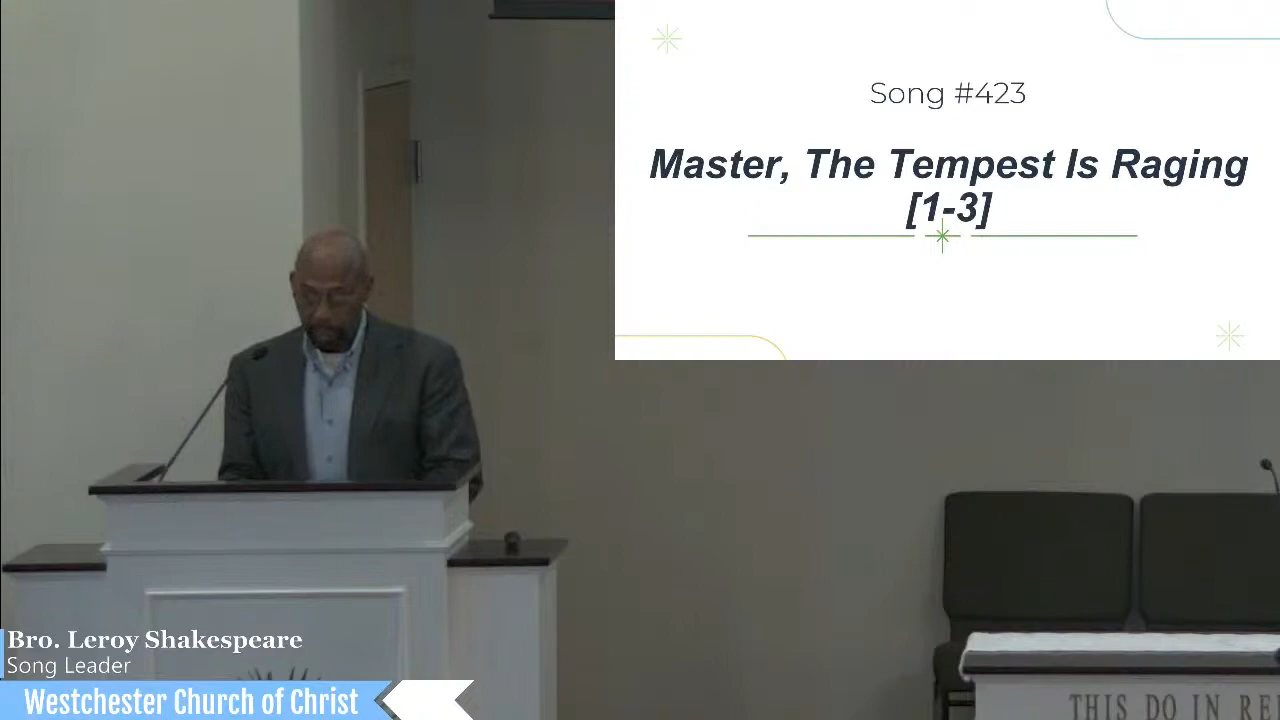 Song #423
Master, The Tempest Is Raging
[1-3]
Bro. Leroy Shakespeare
Song Leader
Westchester Church of Christ
THIS DO IN